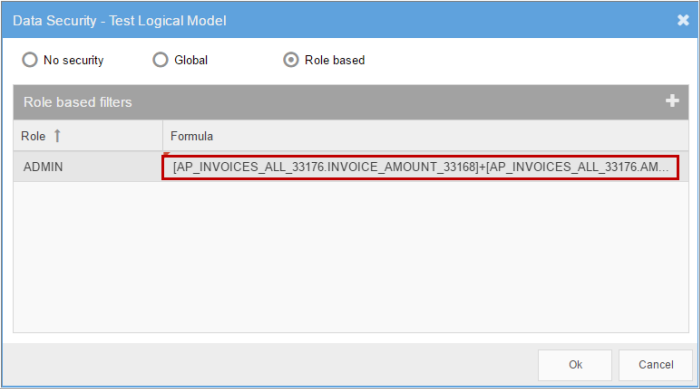 Data Security - Test Logical Model
No security Global Role based
Role based filters
Role Formula
ADMIN [AP_INVOICES_ALL_33176.INVOICE_AMOUNT_33168]+[AP_INVOICES_ALL_33176.AM...
Ok Cancel